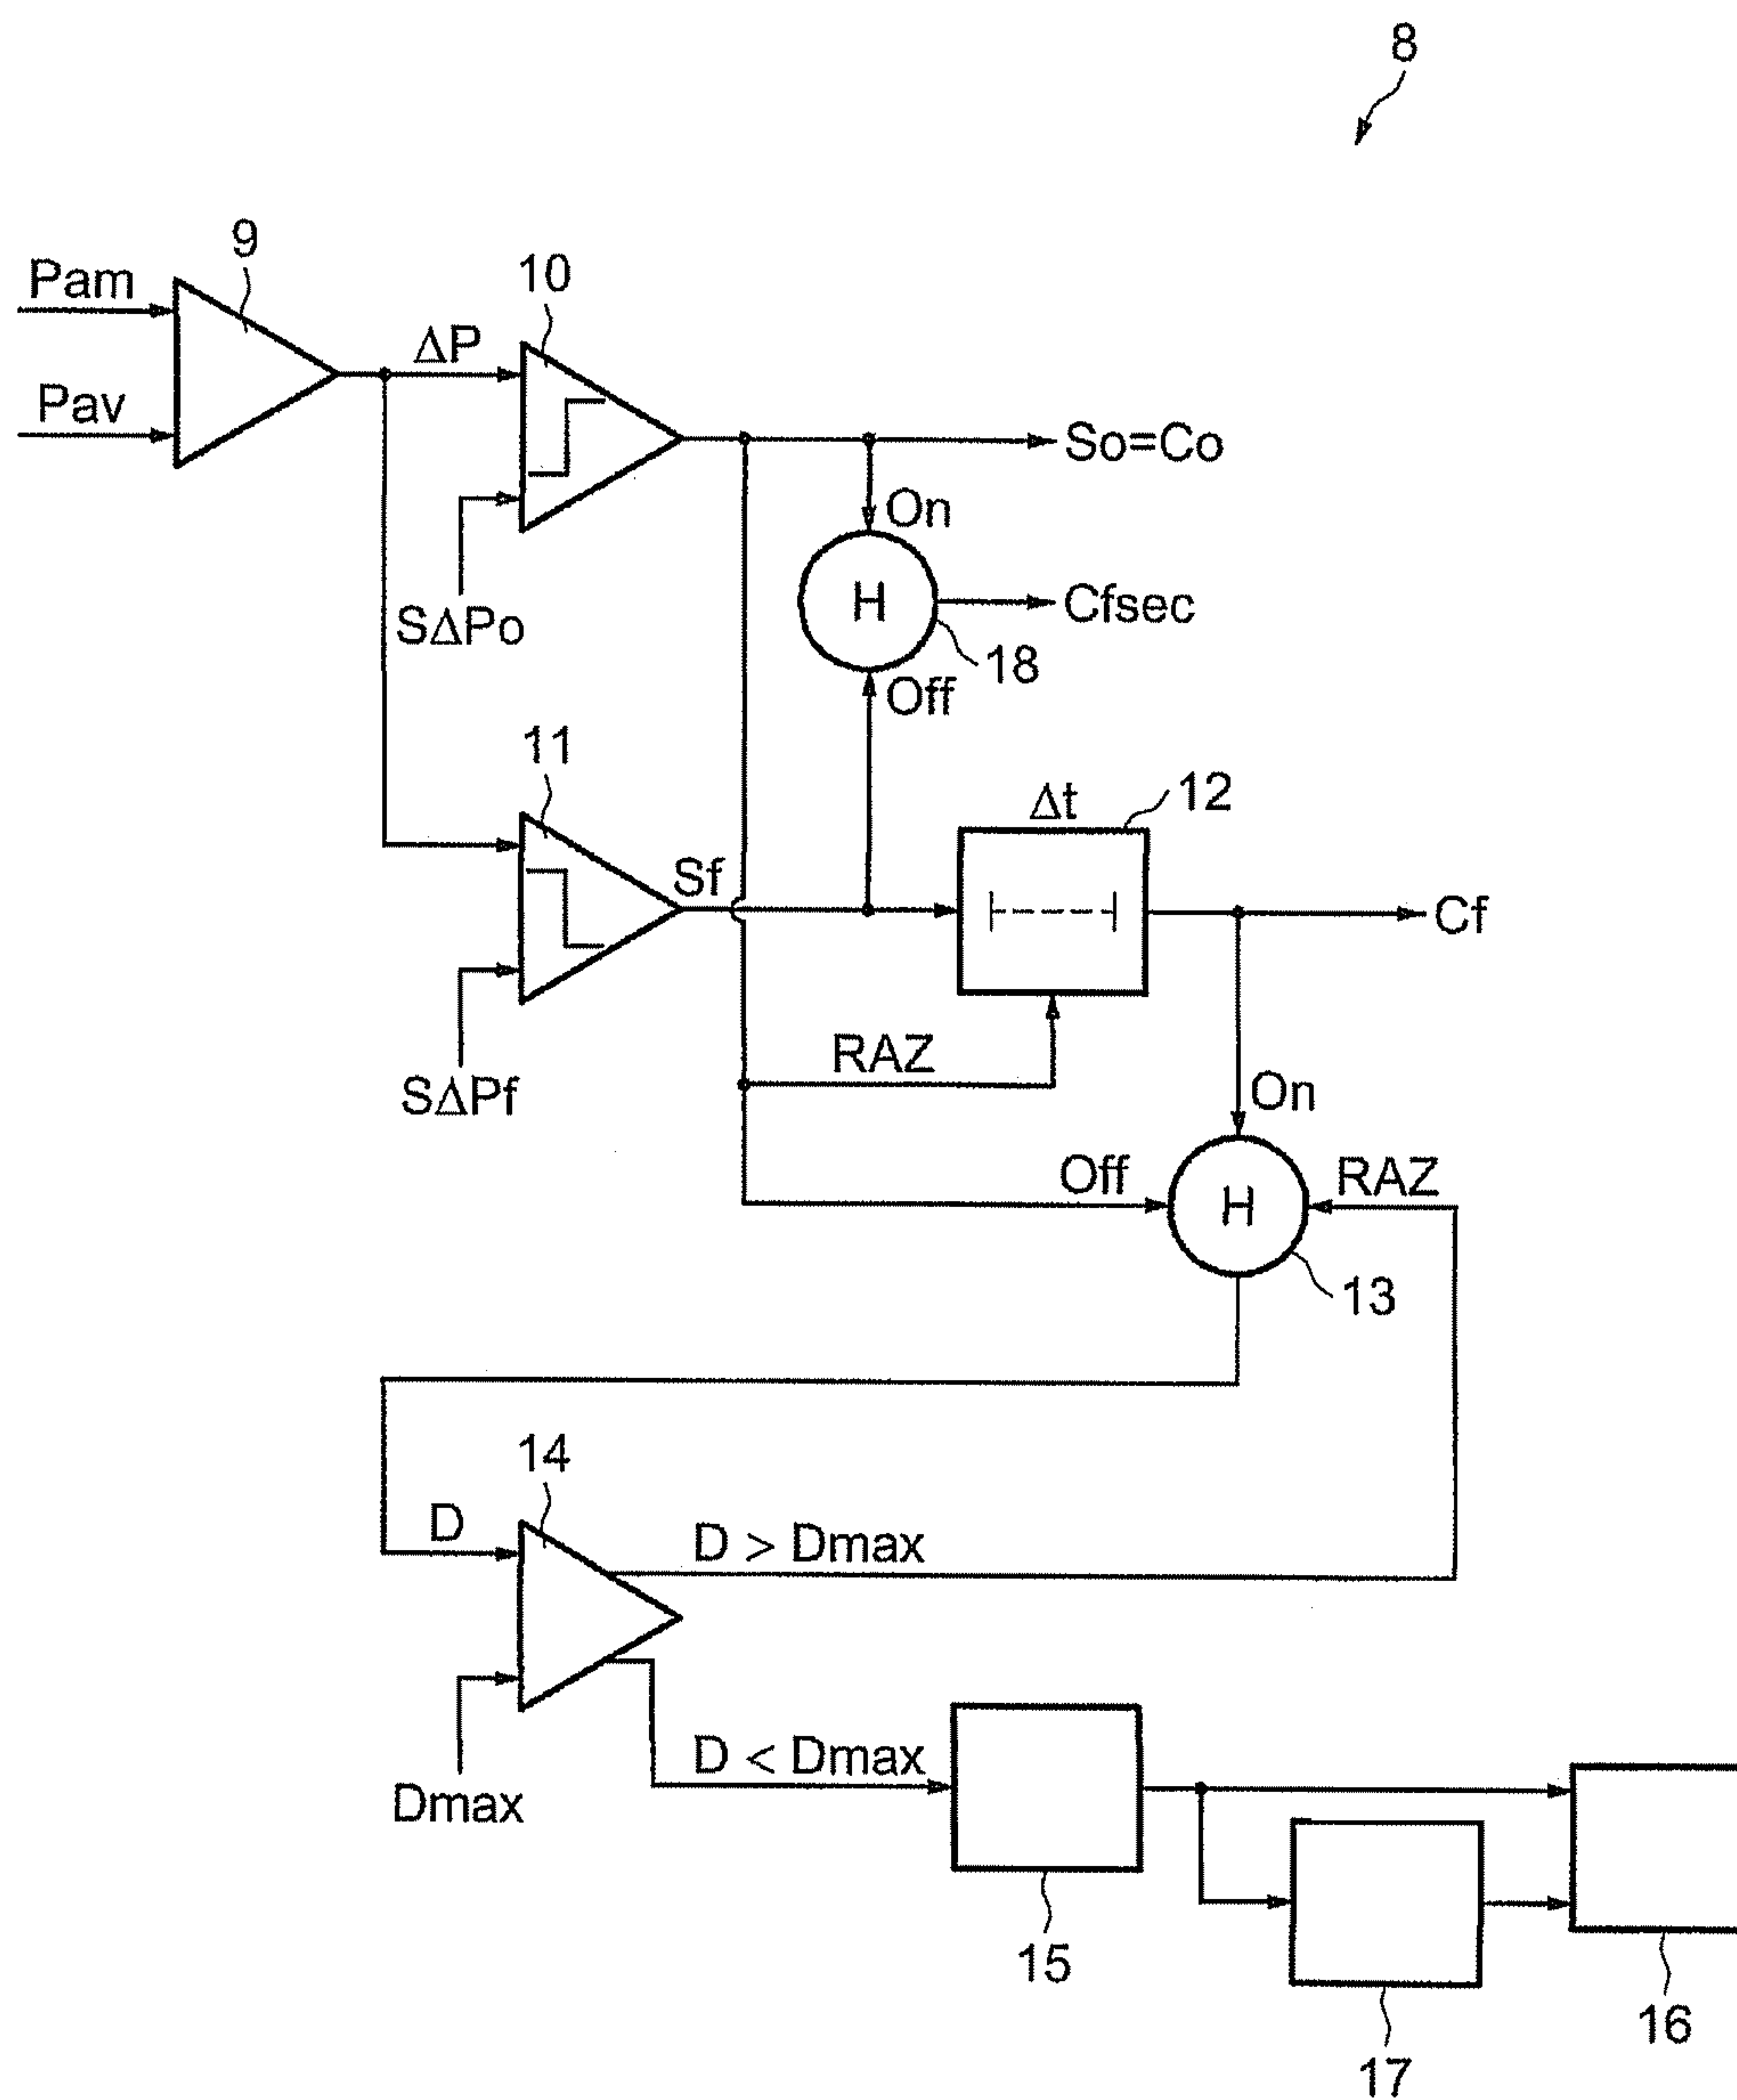 8
9
Pam
10
ΔP
Pav
So=Co
On
H
Cfsec
SΔPo
18
Off
11
Δt
12
Sf
Cf
RAZ
SΔPf
On
Off
RAZ
H
13
14
D
D > Dmax
D < Dmax
Dmax
15
16
17